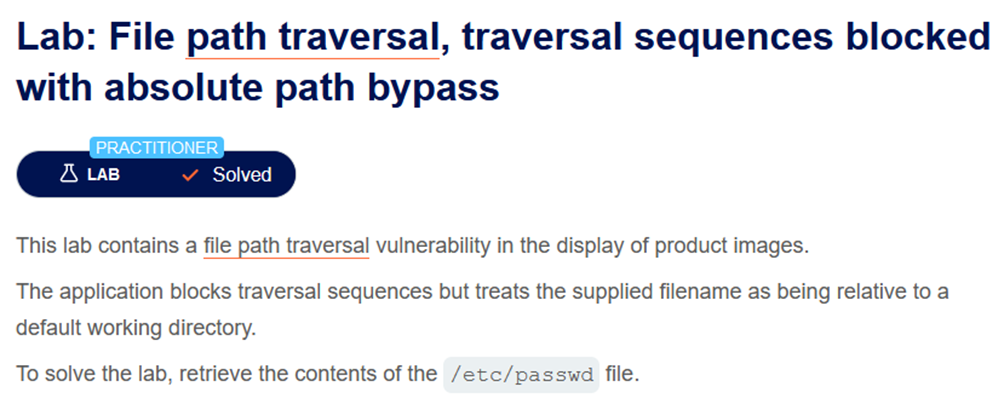 Lab: File path traversal, traversal sequences blocked
with absolute path bypass
PRACTITIONER
LAB Solved
This lab contains a file path traversal vulnerability in the display of product images.
The application blocks traversal sequences but treats the supplied filename as being relative to a
default working directory.
To solve the lab, retrieve the contents of the /etc/passwd file.